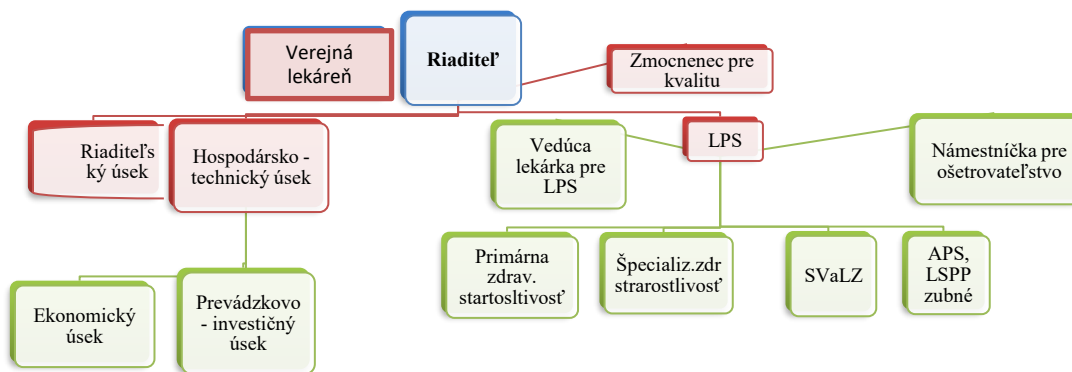 Verejná
lekáreň
Riaditeľ
Zmocnenec pre
kvalitu
Riaditeľs
ký úsek
Hospodársko -
technický úsek
Vedúca
lekárka pre
LPS
LPS
Námestníčka pre
ošetrovateľstvo
Primárna
zdrav.
startosltivosť
Špecializ.zdr
strarostlivosť
SVaLZ
APS,
LSPP
zubné
Ekonomický
úsek
Prevádzkovo
- investičný
úsek